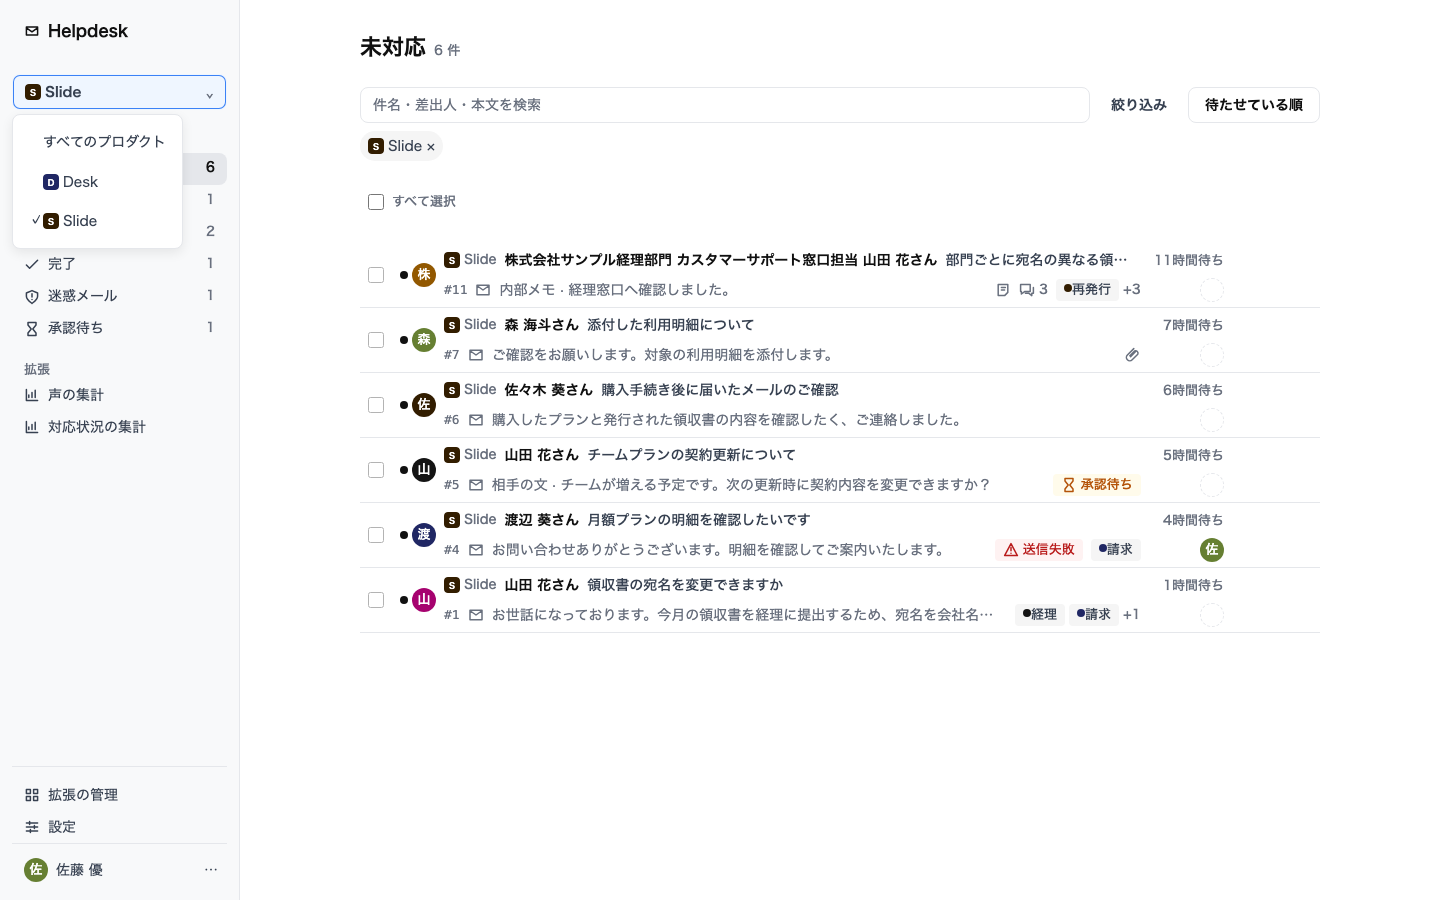 Helpdesk
S Slide
すべてのプロダクト
D Desk
✓ S Slide
6
1
2
完了 1
迷惑メール 1
承認待ち 1
拡張
声の集計
対応状況の集計
拡張の管理
設定
佐 佐藤 優 …
未対応 6 件
件名・差出人・本文を検索 絞り込み 待たせている順
S Slide ×
すべて選択
株 S Slide 株式会社サンプル経理部門 カスタマーサポート窓口担当 山田 花さん 部門ごとに宛名の異なる領… 11時間待ち
#11 内部メモ · 経理窓口へ確認しました。 3 再発行 +3
森 S Slide 森 海斗さん 添付した利用明細について 7時間待ち
#7 ご確認をお願いします。対象の利用明細を添付します。
佐 S Slide 佐々木 葵さん 購入手続き後に届いたメールのご確認 6時間待ち
#6 購入したプランと発行された領収書の内容を確認したく、ご連絡しました。
山 S Slide 山田 花さん チームプランの契約更新について 5時間待ち
#5 相手の文 · チームが増える予定です。次の更新時に契約内容を変更できますか？ 承認待ち
渡 S Slide 渡辺 葵さん 月額プランの明細を確認したいです 4時間待ち
#4 お問い合わせありがとうございます。明細を確認してご案内いたします。 送信失敗 請求 佐
山 S Slide 山田 花さん 領収書の宛名を変更できますか 1時間待ち
#1 お世話になっております。今月の領収書を経理に提出するため、宛名を会社名… 経理 請求 +1